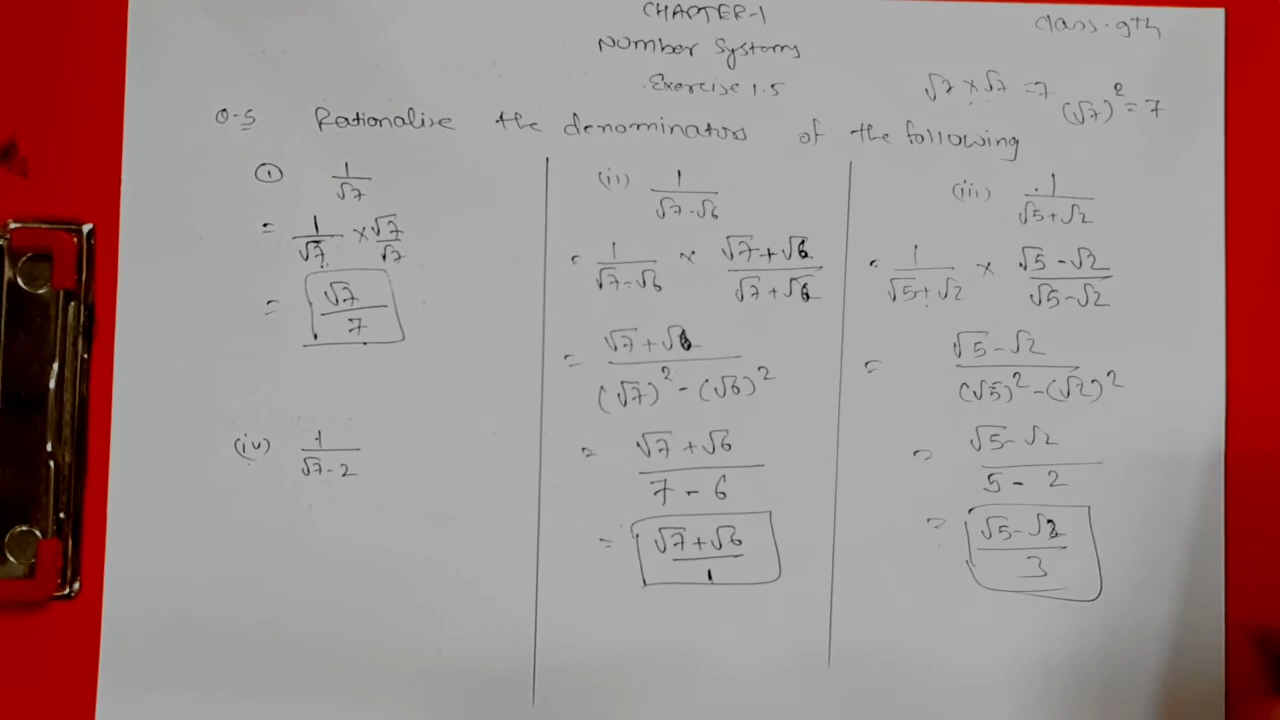 CHAPTER-1
Class-9th
Number Systems
Exercise 1.5
√7 × √7 = 7
(√7)² = 7
Q-5 Rationalise the denominators of the following
(i) 1/√7
= 1/√7 × √7/√7
= √7/7
(iv) 1/(√7-2)
(ii) 1/(√7-√6)
= 1/(√7-√6) × (√7+√6)/(√7+√6)
= (√7+√6)/((√7)²-(√6)²)
= (√7+√6)/(7-6)
= (√7+√6)/1
(iii) 1/(√5+√2)
= 1/(√5+√2) × (√5-√2)/(√5-√2)
= (√5-√2)/((√5)²-(√2)²)
= (√5-√2)/(5-2)
= (√5-√2)/3